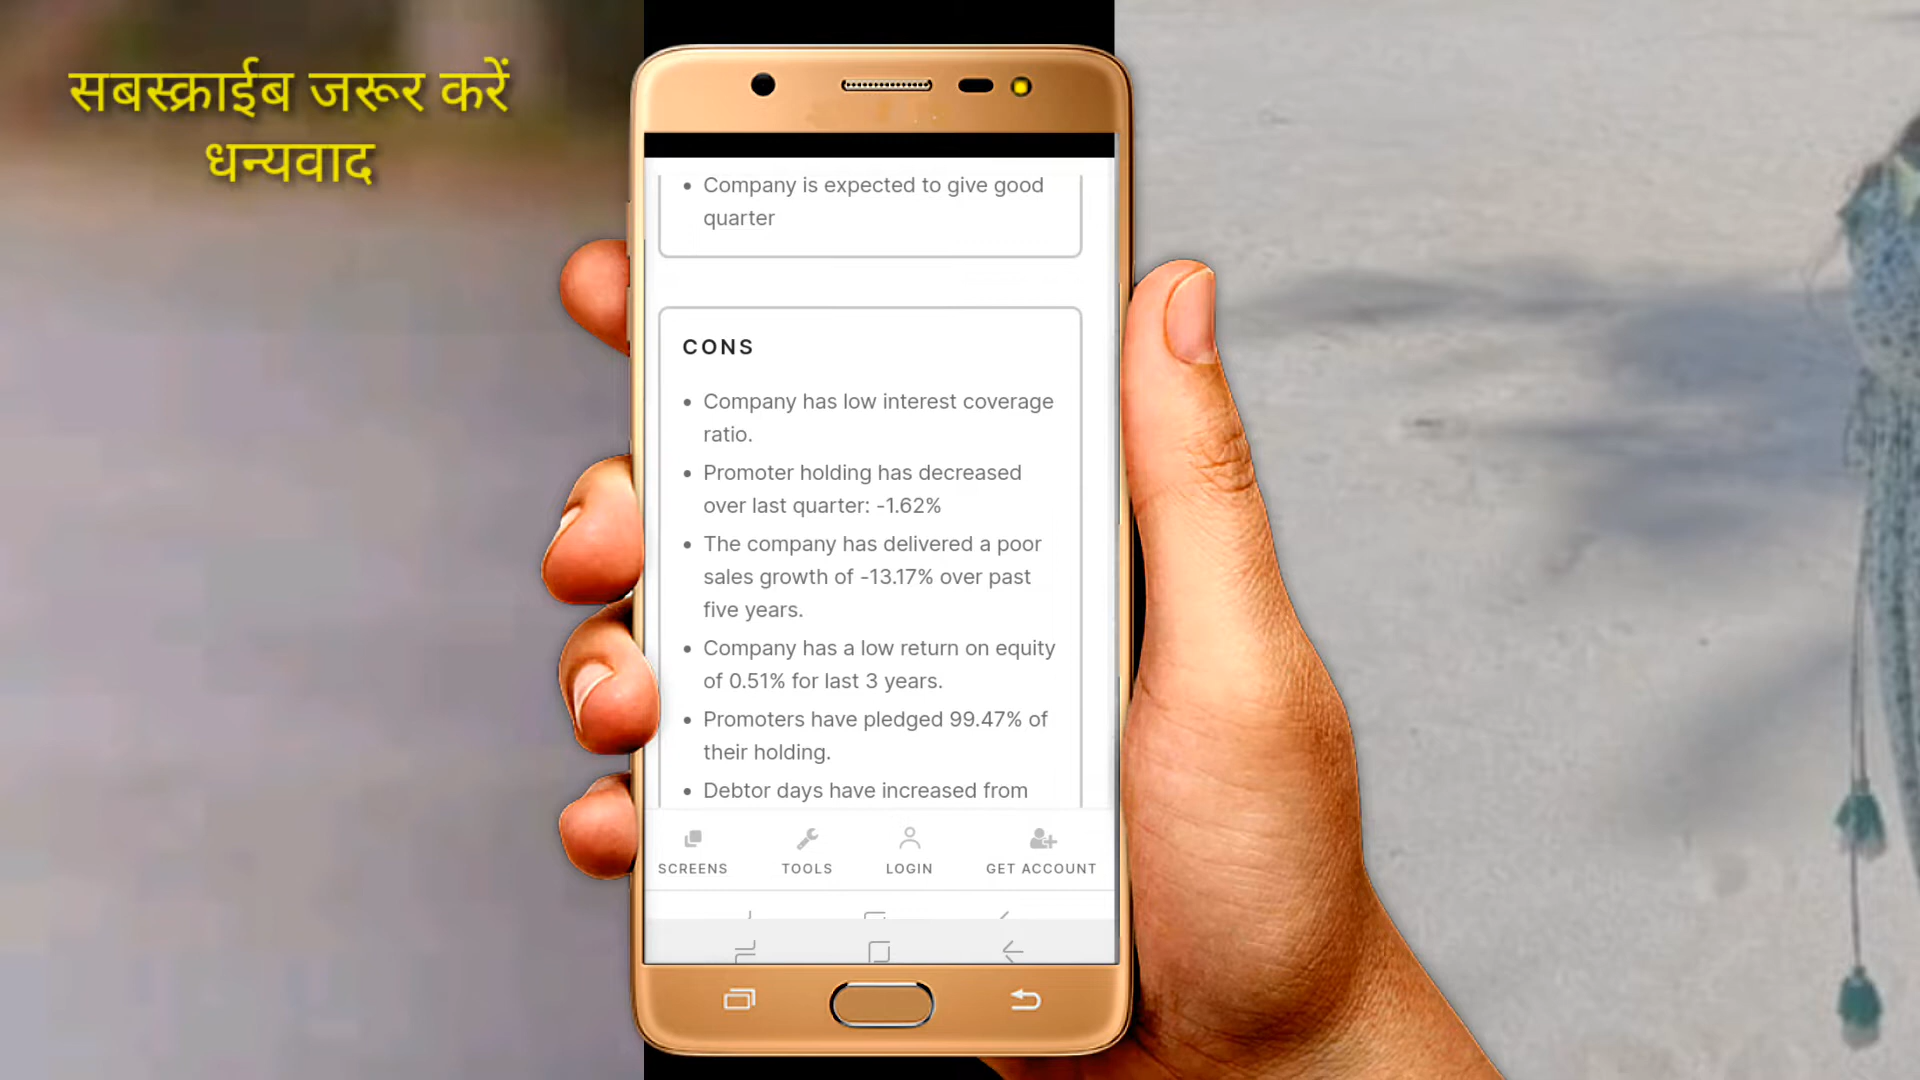 सबस्क्राईब जरूर करें
धन्यवाद
• Company is expected to give good
quarter
CONS
• Company has low interest coverage
ratio.
• Promoter holding has decreased
over last quarter: -1.62%
• The company has delivered a poor
sales growth of -13.17% over past
five years.
• Company has a low return on equity
of 0.51% for last 3 years.
• Promoters have pledged 99.47% of
their holding.
• Debtor days have increased from
SCREENS TOOLS LOGIN GET ACCOUNT